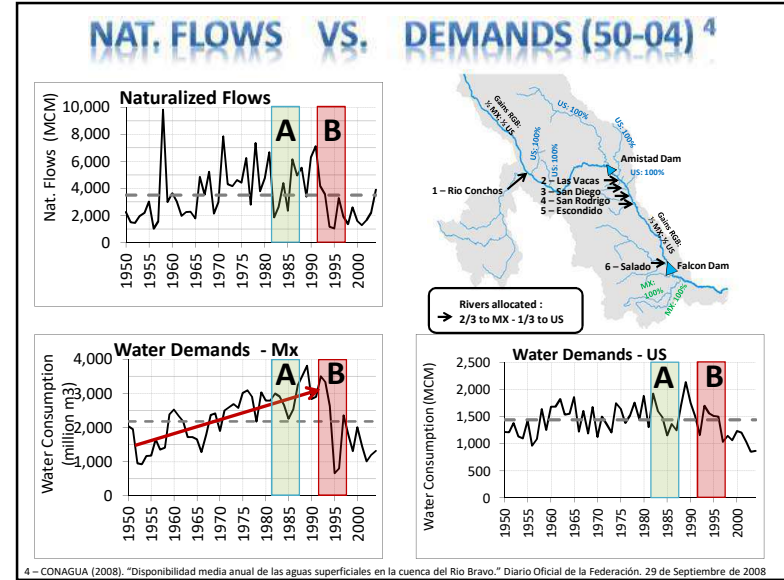 NAT. FLOWS VS. DEMANDS (50-04) 4
Naturalized Flows
Nat. Flows (MCM)
10,000
8,000
6,000
4,000
2,000
0
A
B
1950
1955
1960
1965
1970
1975
1980
1985
1990
1995
2000
Gains RGB:
½ MX: ½ US
US: 100%
US: 100%
US: 100%
US: 100%
Amistad Dam
US: 100%
1 – Rio Conchos
2 – Las Vacas
3 – San Diego
4 – San Rodrigo
5 – Escondido
Gains RGB:
½ MX: ½ US
6 – Salado
Falcon Dam
MX:
100%
MX: 100%
Rivers allocated :
2/3 to MX - 1/3 to US
Water Demands - Mx
Water Consumption
(million m3)
4,000
3,000
2,000
1,000
0
A
B
1950
1955
1960
1965
1970
1975
1980
1985
1990
1995
2000
Water Demands - US
Water Consumption (MCM)
2,500
2,000
1,500
1,000
500
0
A
B
1950
1955
1960
1965
1970
1975
1980
1985
1990
1995
2000
4 – CONAGUA (2008). “Disponibilidad media anual de las aguas superficiales en la cuenca del Rio Bravo.” Diario Oficial de la Federación. 29 de Septiembre de 2008